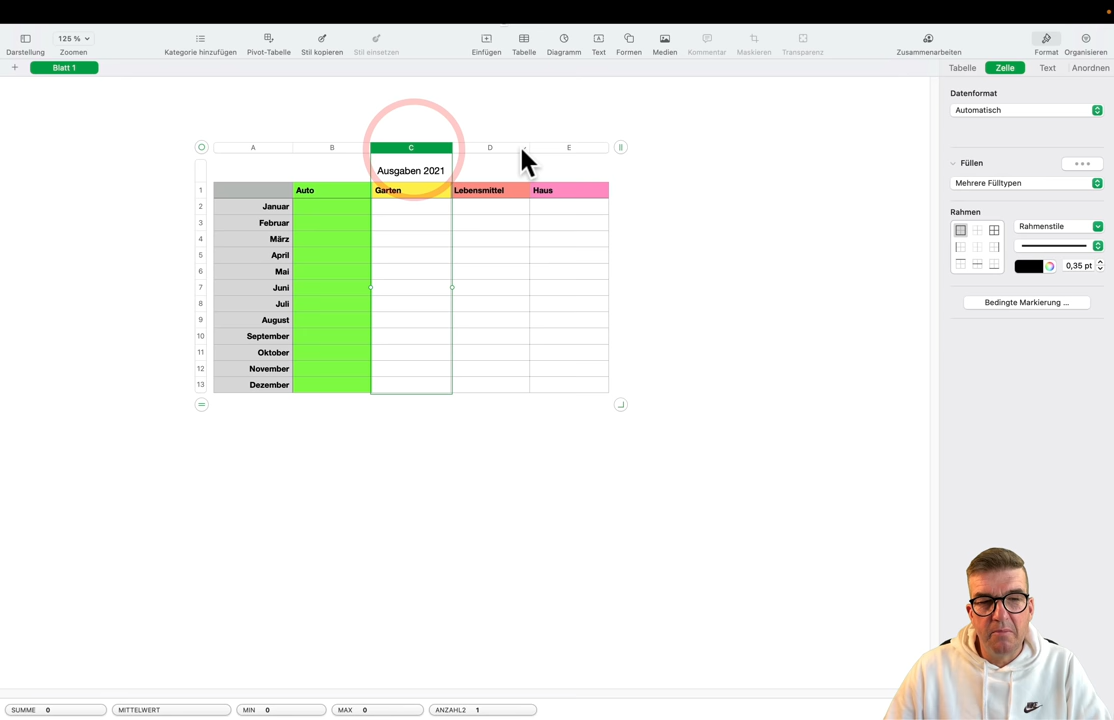 125 %
Darstellung Zoomen Kategorie hinzufügen Pivot-Tabelle Stil kopieren Stil einsetzen Einfügen Tabelle Diagramm Text Formen Medien Kommentar Maskieren Transparenz Zusammenarbeiten Format Organisieren
+ Blatt 1 Tabelle Zelle Text Anordnen
Datenformat
Automatisch
A B C D E
Füllen
Ausgaben 2021
Mehrere Fülltypen
1 Auto Garten Lebensmittel Haus
Rahmen
2 Januar
Rahmenstile
3 Februar
4 März
5 April
0,35 pt
6 Mai
7 Juni
8 Juli
Bedingte Markierung ...
9 August
10 September
11 Oktober
12 November
13 Dezember
SUMME 0 MITTELWERT MIN 0 MAX 0 ANZAHL2 1